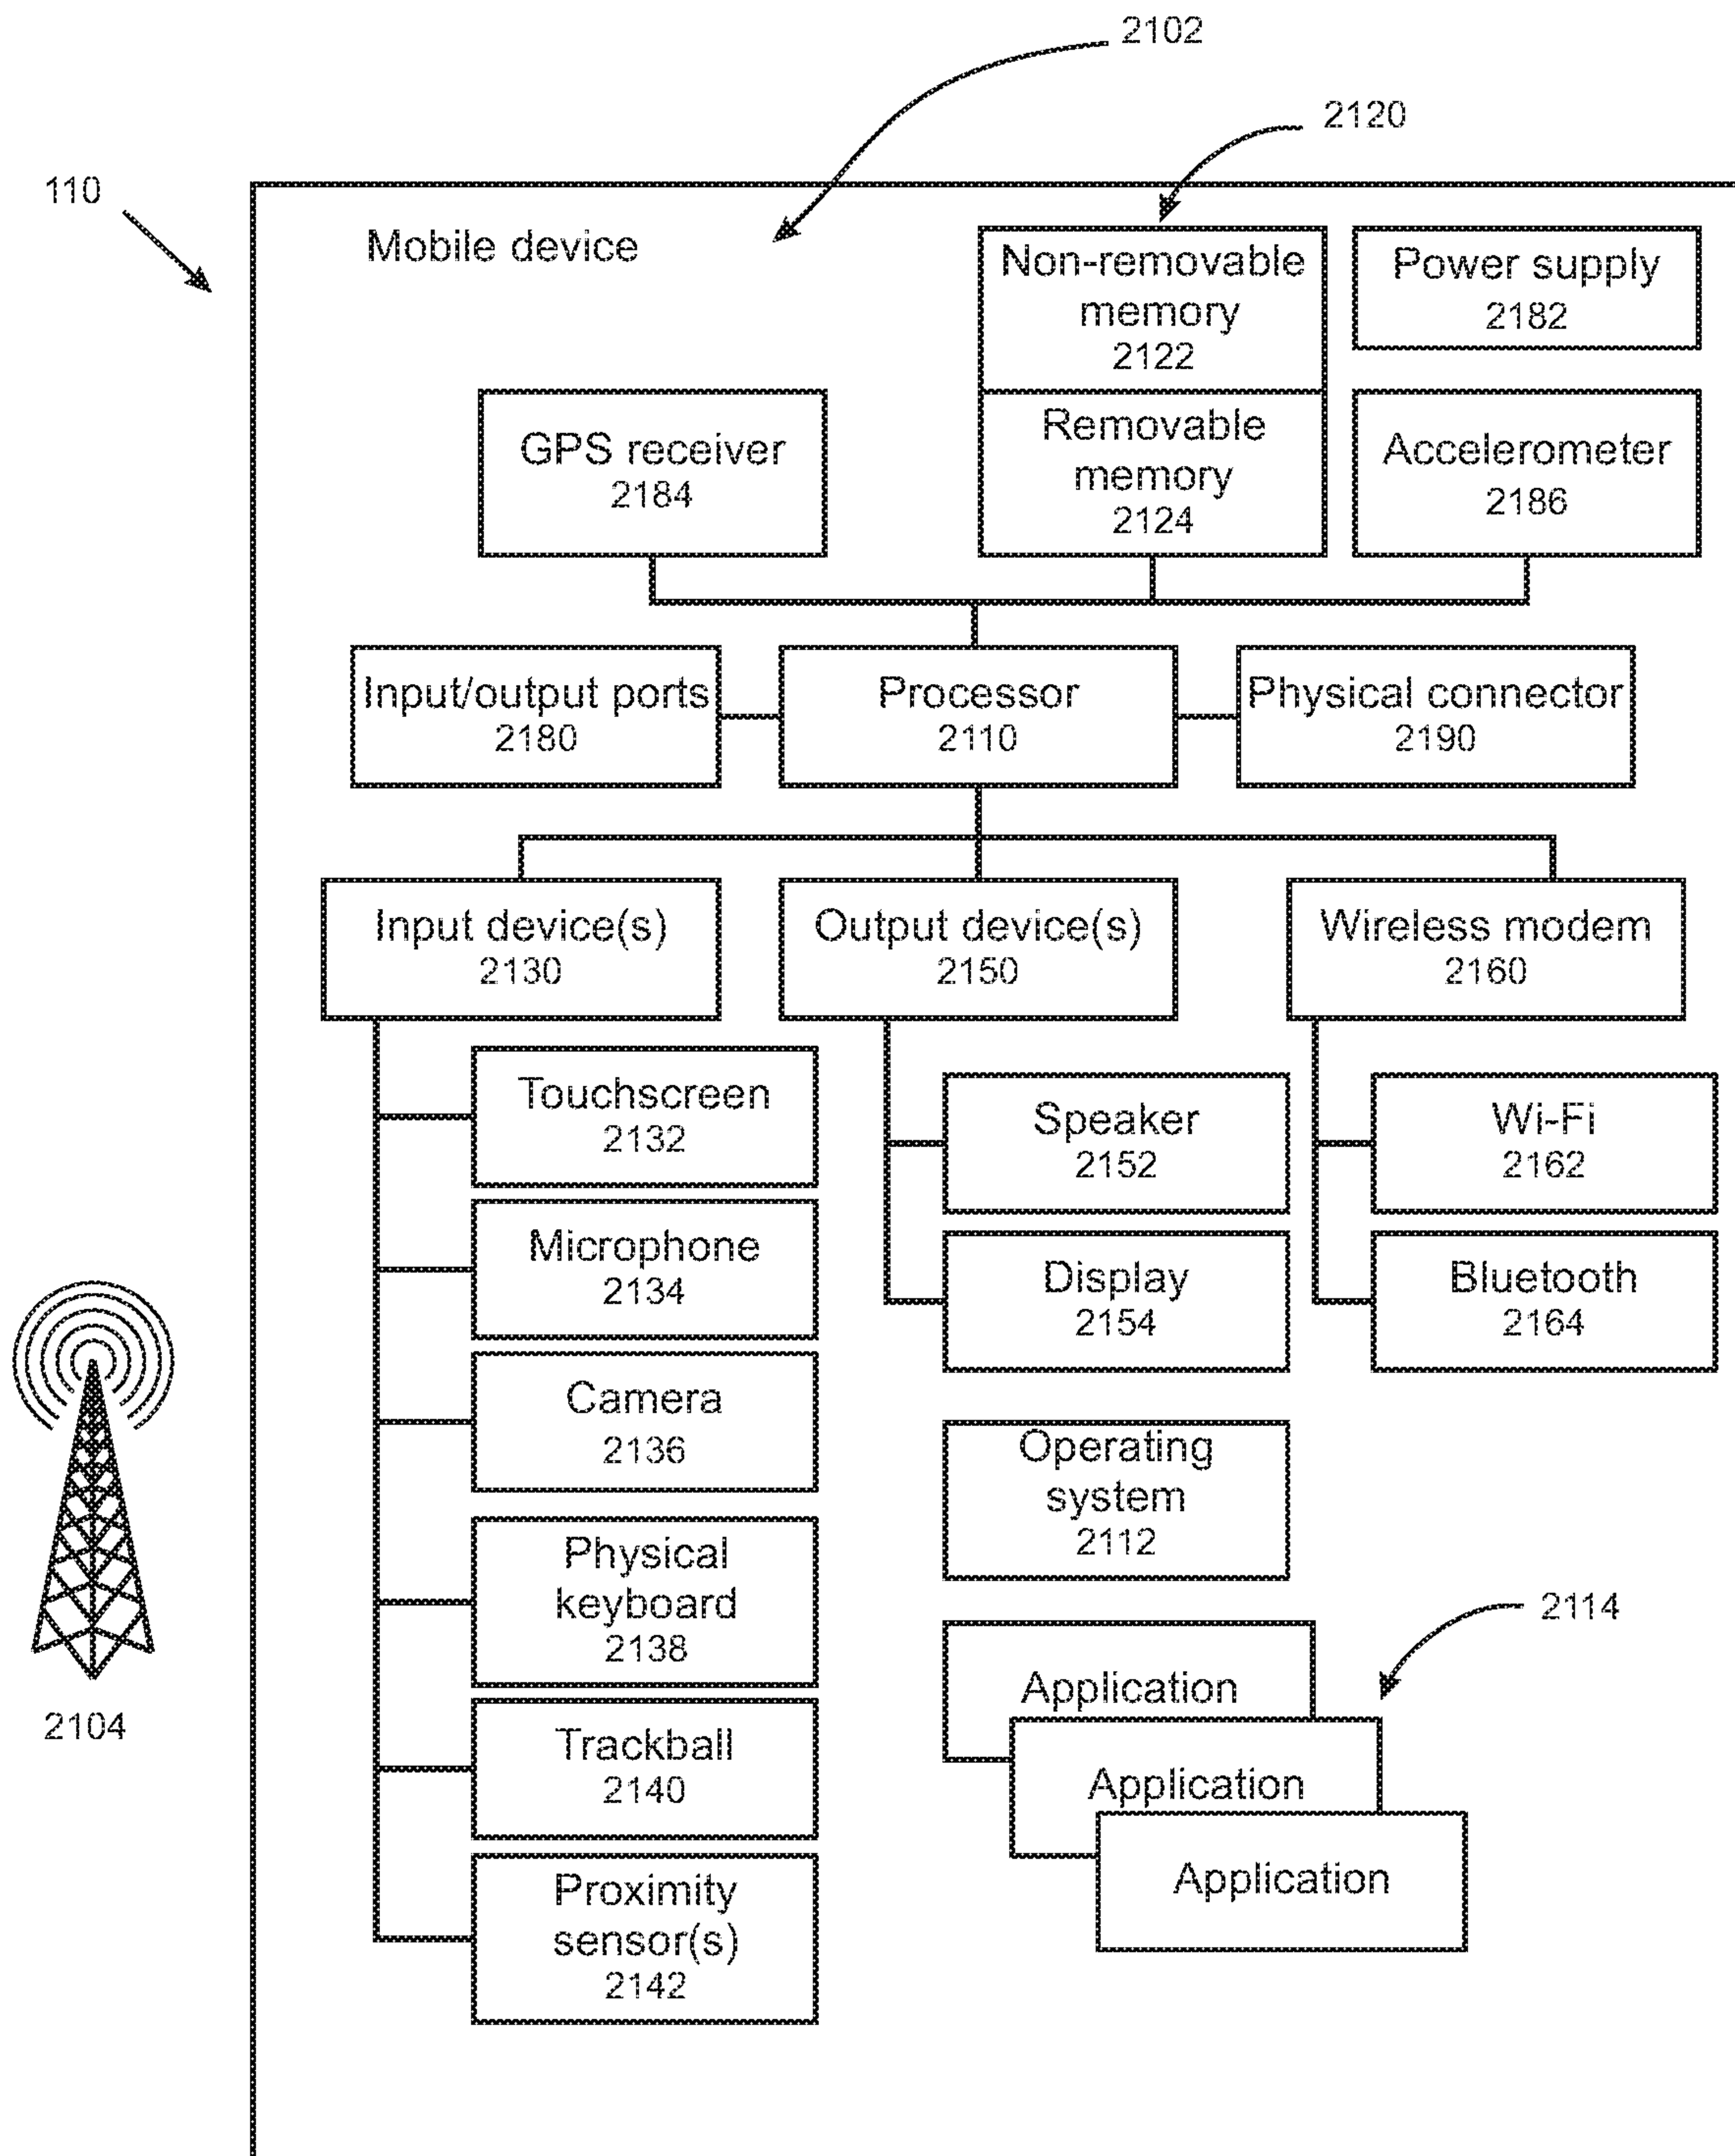 2102
2120
110
Mobile device
Non-removable
memory
2122
Power supply
2182
GPS receiver
2184
Removable
memory
2124
Accelerometer
2186
Input/output ports
2180
Processor
2110
Physical connector
2190
Input device(s)
2130
Output device(s)
2150
Wireless modem
2160
Touchscreen
2132
Speaker
2152
Wi-Fi
2162
Microphone
2134
Display
2154
Bluetooth
2164
Camera
2136
Operating
system
2112
Physical
keyboard
2138
2114
Application
Trackball
2140
Application
Proximity
sensor(s)
2142
Application
2104